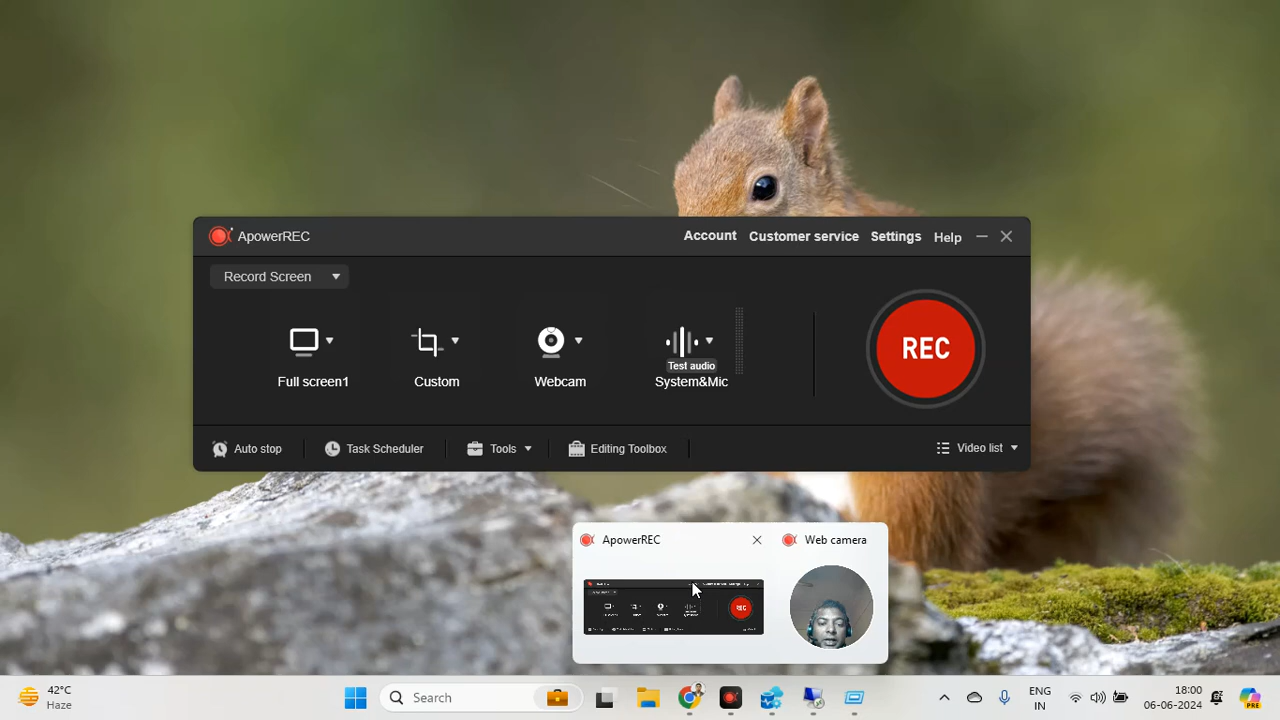 ApowerREC
Account Customer service Settings Help
Record Screen
REC
Test audio
Full screen1 Custom Webcam System&Mic
Auto stop Task Scheduler Tools Editing Toolbox Video list
ApowerREC Web camera
REC
42°C
Haze
Search
ENG
IN
18:00
06-06-2024
PRE